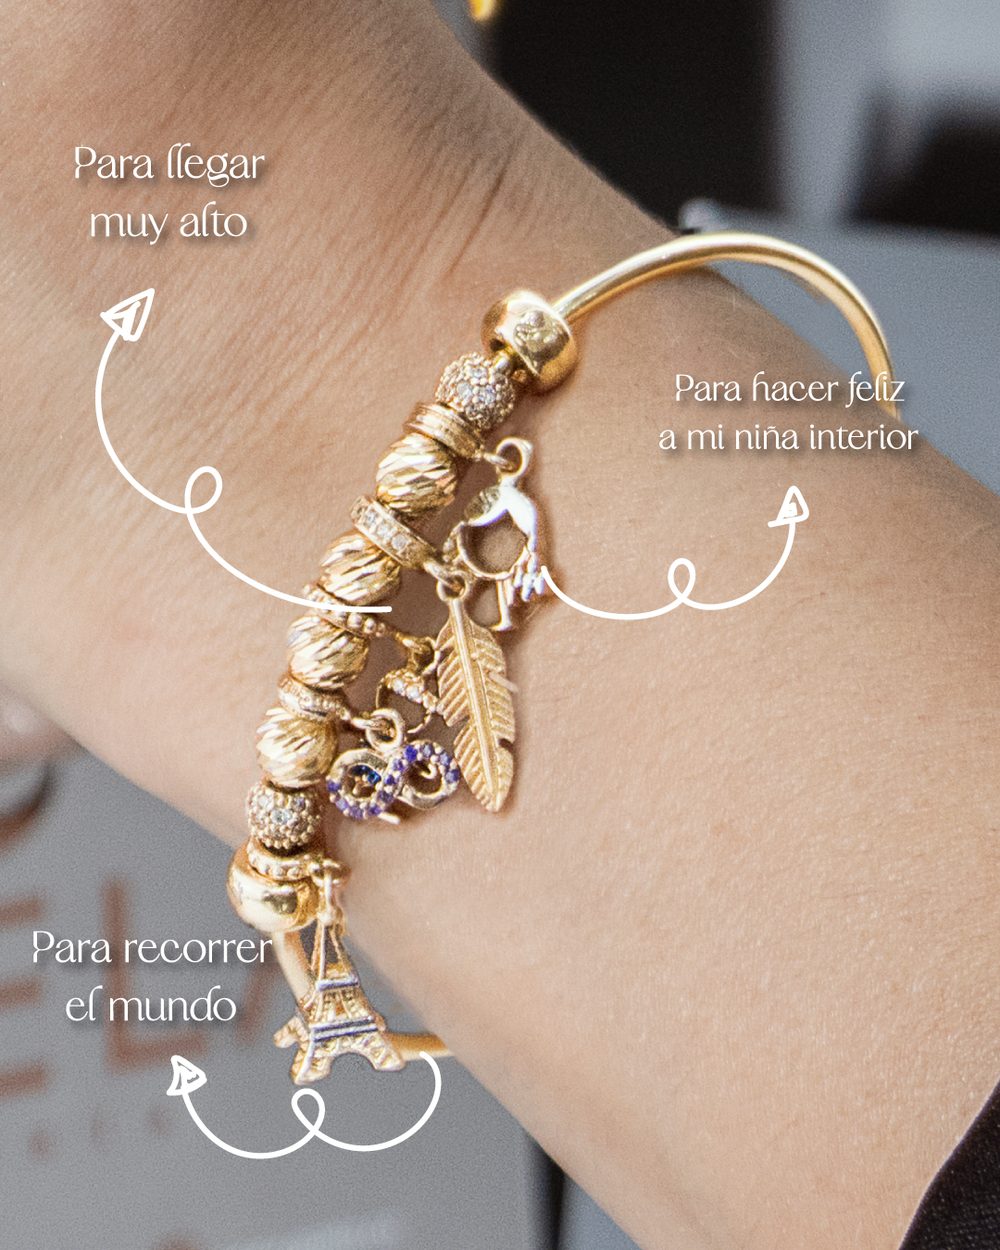 Para llegar
muy alto
Para hacer feliz
a mi niña interior
Para recorrer
el mundo